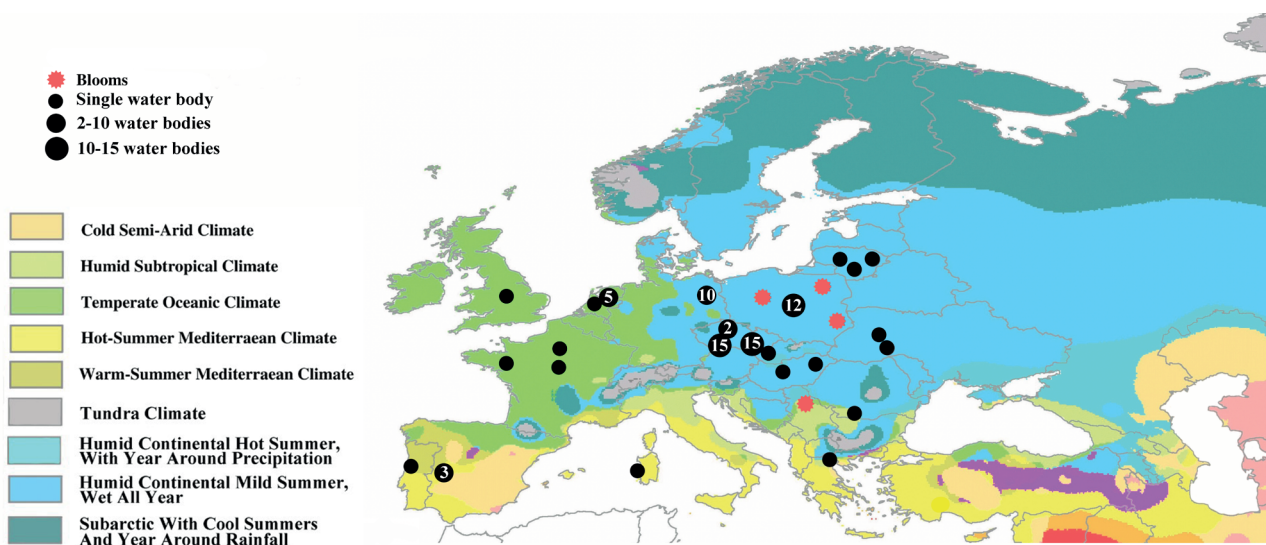 Blooms
Single water body
2-10 water bodies
10-15 water bodies
Cold Semi-Arid Climate
Humid Subtropical Climate
Temperate Oceanic Climate
Hot-Summer Mediterraean Climate
Warm-Summer Mediterraean Climate
Tundra Climate
Humid Continental Hot Summer,
With Year Around Precipitation
Humid Continental Mild Summer,
Wet All Year
Subarctic With Cool Summers
And Year Around Rainfall
5
10
12
2
15
15
3